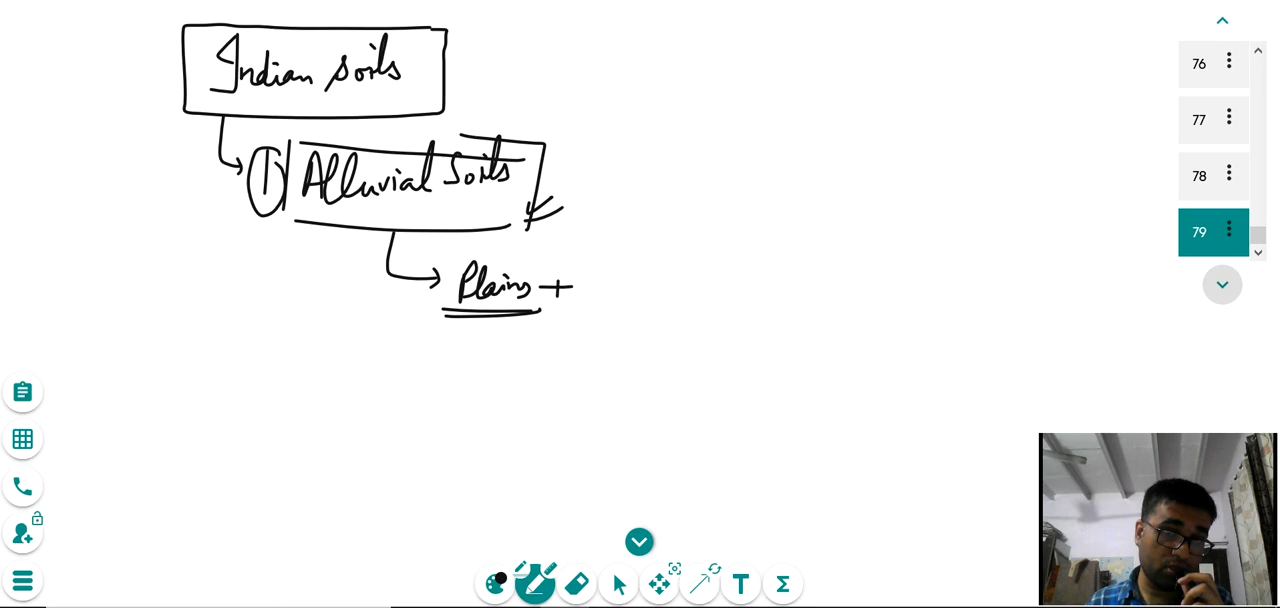 Indian Soils
① Alluvial Soils
Plains +
76
77
78
79
T
Σ